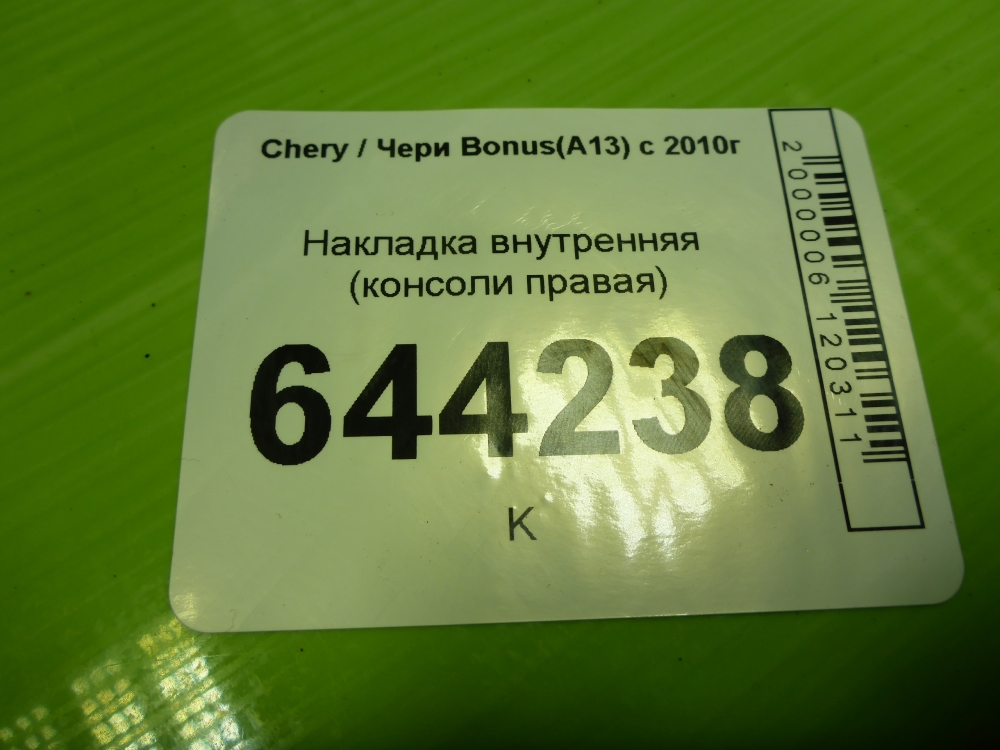 Chery / Чери Bonus(A13) с 2010г
Накладка внутренняя
(консоли правая)
644238
К
2000006120311